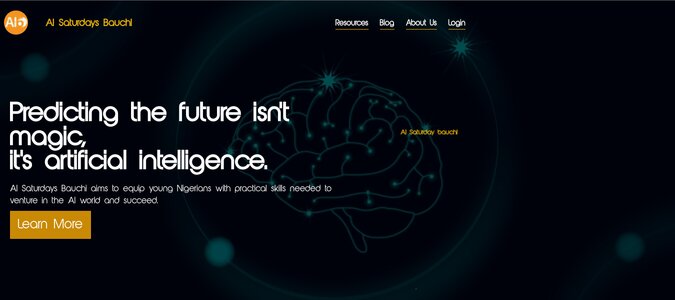 AI6
AI Saturdays Bauchi
Resources Blog About Us Login
Predicting the future isn't
magic,
it's artificial intelligence.
AI Saturday bauchi
AI Saturdays Bauchi aims to equip young Nigerians with practical skills needed to
venture in the AI world and succeed.
Learn More